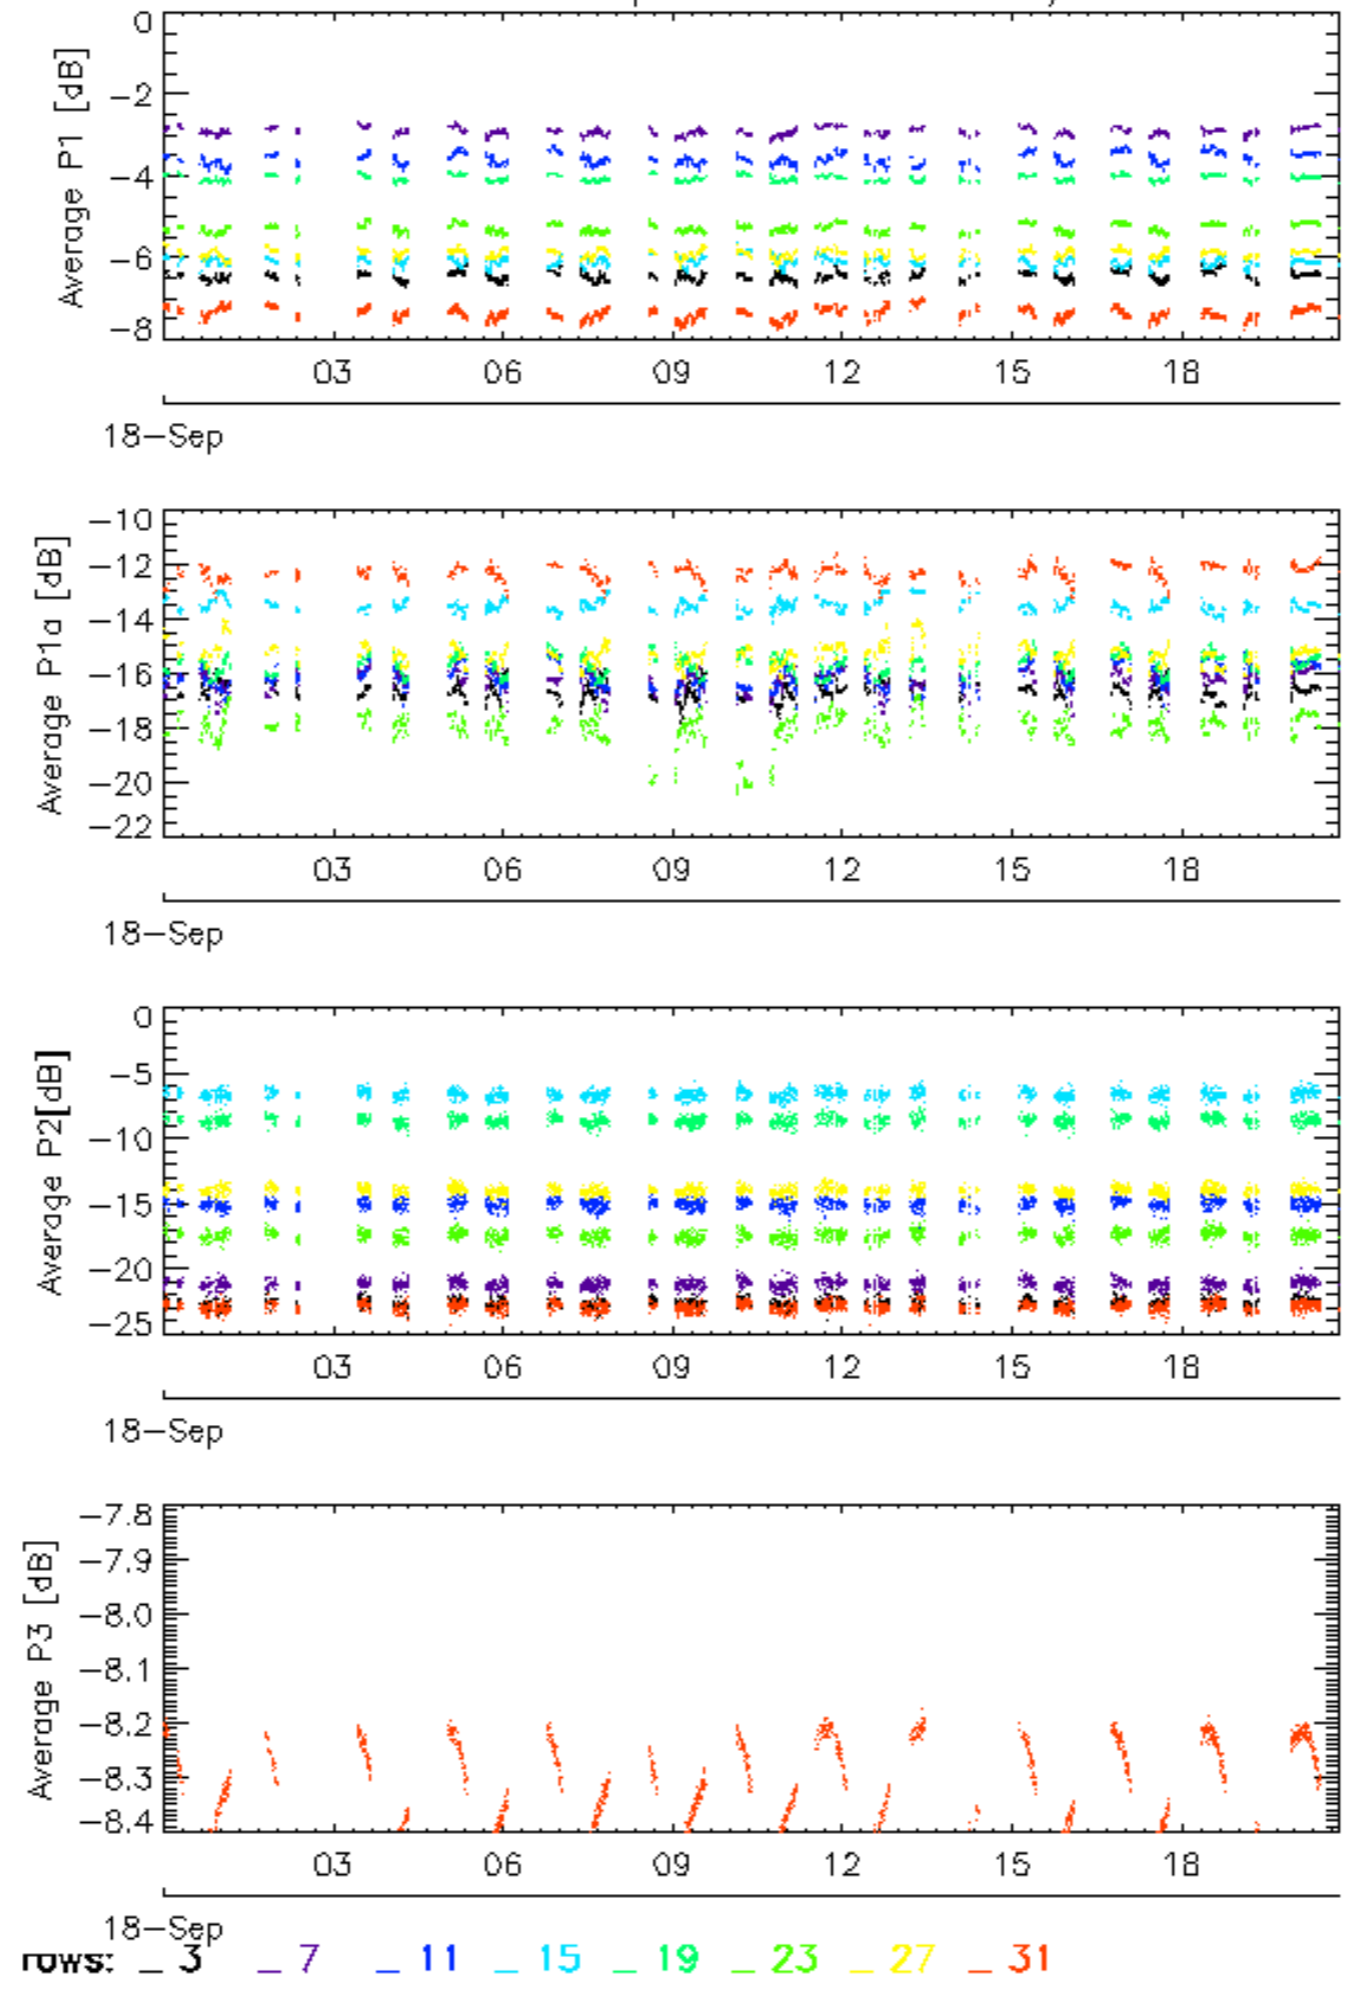 Average P1 [dB]
0
−2
−4
−6
−8
03 06 09 12 15 18
18−Sep
Average P1a [dB]
−10
−12
−14
−16
−18
−20
−22
03 06 09 12 15 18
18−Sep
Average P2[dB]
0
−5
−10
−15
−20
−25
03 06 09 12 15 18
18−Sep
Average P3 [dB]
−7.8
−7.9
−8.0
−8.1
−8.2
−8.3
−8.4
03 06 09 12 15 18
18−Sep
rows: _ 3 _ 7 _ 11 _ 15 _ 19 _ 23 _ 27 _ 31